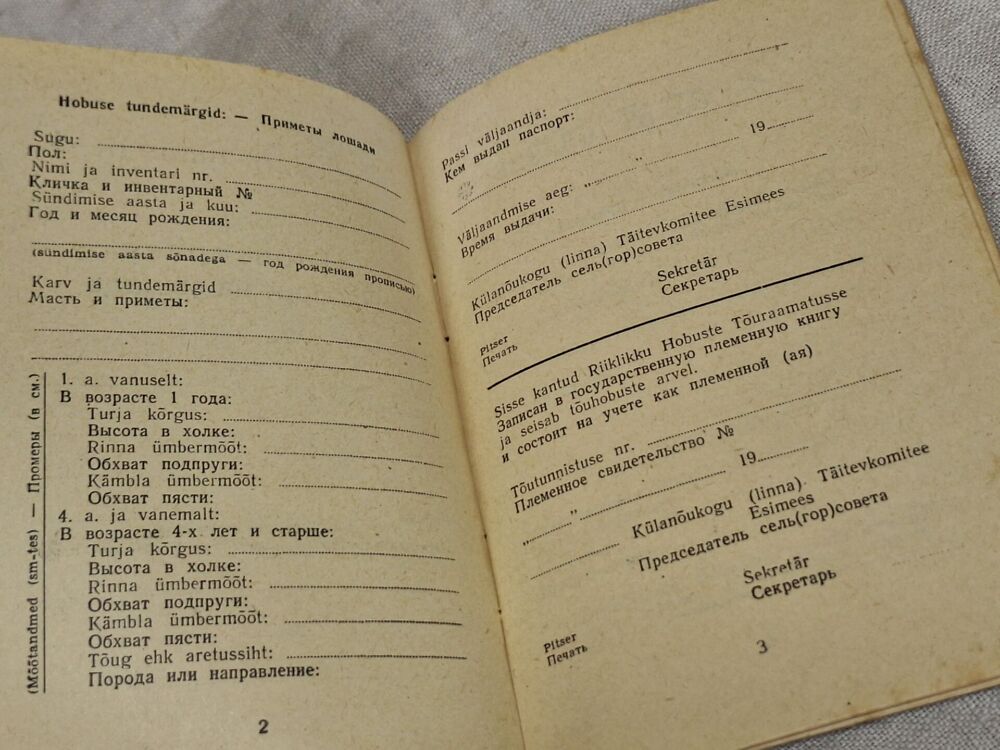 Hobuse tundemärgid: — Приметы лошади
Sugu:
Пол:
Nimi ja inventari nr.
Кличка и инвентарный №
Sündimise aasta ja kuu:
Год и месяц рождения:
(sündimise aasta sõnadega — год рождения прописью)
Karv ja tundemärgid
Масть и приметы:
(Mõõtandmed (sm-tes) — Промеры (в см.)
1. a. vanuselt:
В возрасте 1 года:
Turja kõrgus:
Высота в холке:
Rinna ümbermõõt:
Обхват подпруги:
Kämbla ümbermõõt:
Обхват пясти:
4. a. ja vanemalt:
В возрасте 4-х лет и старше:
Turja kõrgus:
Высота в холке:
Rinna ümbermõõt:
Обхват подпруги:
Kämbla ümbermõõt:
Обхват пясти:
Tõug ehk aretussiht:
Порода или направление:
2
Passi väljaandja:
Кем выдан паспорт:
Väljaandmise aeg: „ " 19
Время выдачи:
Külanõukogu (linna) Täitevkomitee Esimees
Председатель сель(гор)совета
Sekretär
Секретарь
Pitser
Печать
Sisse kantud Riiklikku Hobuste Tõuraamatusse
Записан в государственную племенную книгу
ja seisab tõuhobuste arvel.
и состоит на учете как племенной (ая)
Tõutunnistuse nr.
Племенное свидетельство №
„ " 19
Külanõukogu (linna) Täitevkomitee
Esimees
Председатель сель(гор)совета
Sekretär
Секретарь
Pitser
Печать
3